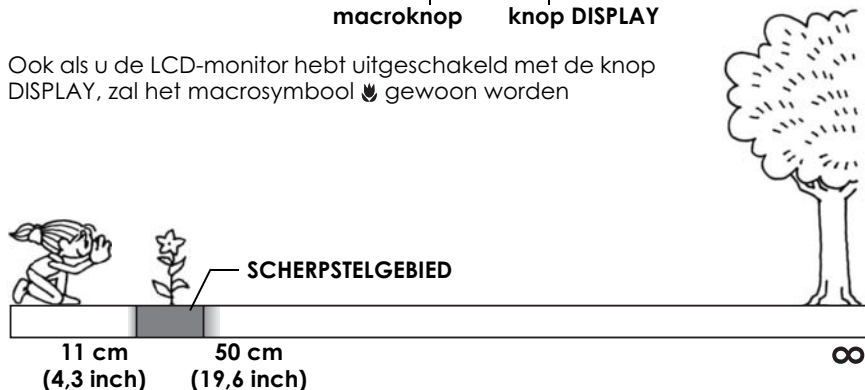 macroknop knop DISPLAY
Ook als u de LCD-monitor hebt uitgeschakeld met de knop
DISPLAY, zal het macrosymbool gewoon worden
SCHERPSTELGEBIED
11 cm 50 cm ∞
(4,3 inch) (19,6 inch)